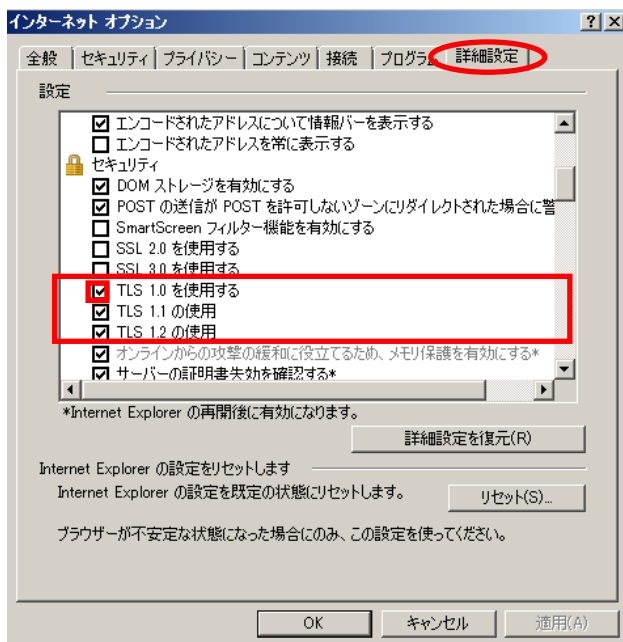 インターネット オプション
全般 セキュリティ プライバシー コンテンツ 接続 プログラム 詳細設定
設定
エンコードされたアドレスについて情報バーを表示する
エンコードされたアドレスを常に表示する
セキュリティ
DOM ストレージを有効にする
POST の送信が POST を許可しないゾーンにリダイレクトされた場合に警
SmartScreen フィルター機能を有効にする
SSL 2.0 を使用する
SSL 3.0 を使用する
TLS 1.0 を使用する
TLS 1.1 の使用
TLS 1.2 の使用
オンラインからの攻撃の緩和に役立てるため、メモリ保護を有効にする*
サーバーの証明書失効を確認する*
*Internet Explorer の再開後に有効になります。
詳細設定を復元(R)
Internet Explorer の設定をリセットします
Internet Explorer の設定を既定の状態にリセットします。
リセット(S)...
ブラウザーが不安定な状態になった場合にのみ、この設定を使ってください。
OK キャンセル 適用(A)